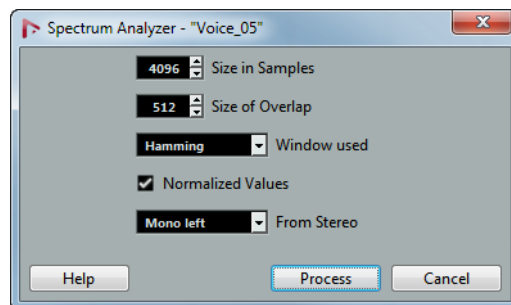 Spectrum Analyzer - "Voice_05"
4096 Size in Samples
512 Size of Overlap
Hamming Window used
Normalized Values
Mono left From Stereo
Help Process Cancel